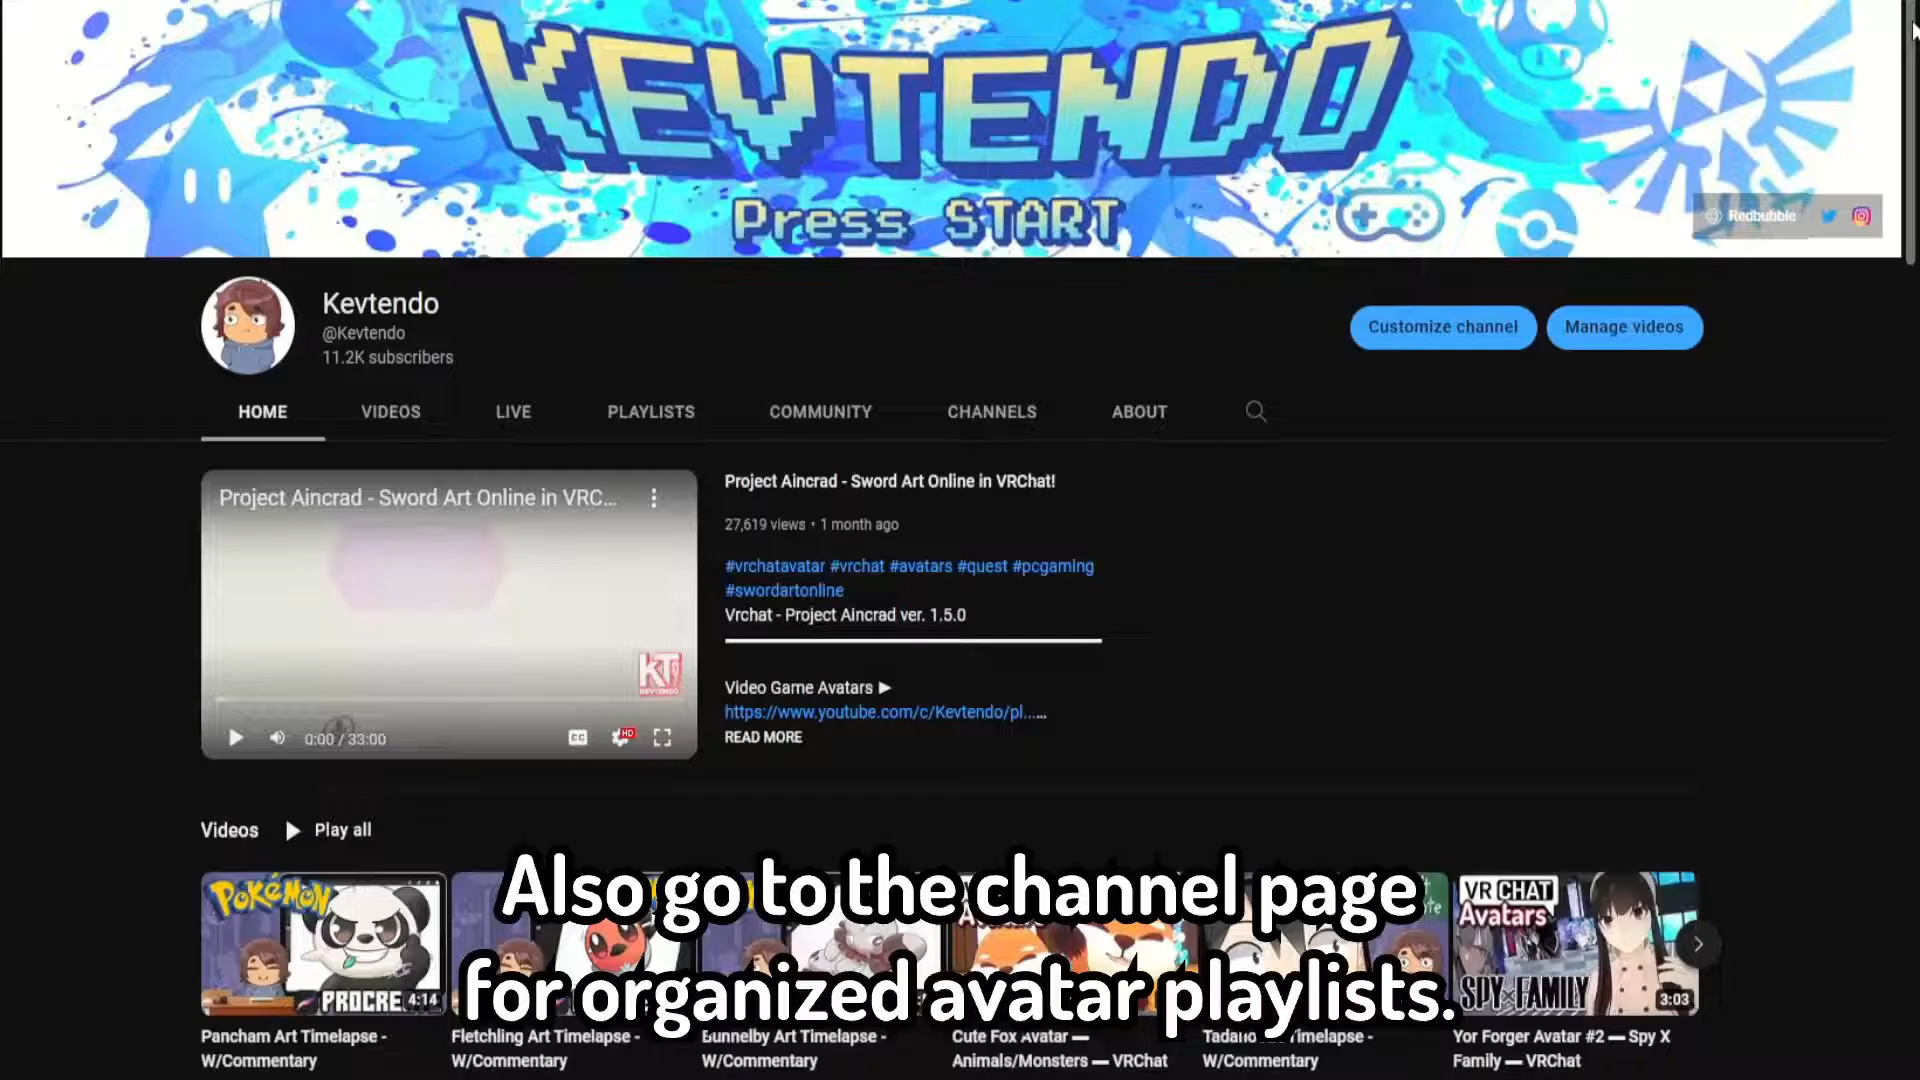 KEVTENDO
Press START
Redbubble
Kevtendo
@Kevtendo
11.2K subscribers
Customize channel
Manage videos
HOME
VIDEOS
LIVE
PLAYLISTS
COMMUNITY
CHANNELS
ABOUT
Project Aincrad - Sword Art Online in VRC...
KT
KEVTENDO
0:00 / 33:00
CC
HD
Project Aincrad - Sword Art Online in VRChat!
27,619 views • 1 month ago
#vrchatavatar #vrchat #avatars #quest #pcgaming
#swordartonline
Vrchat - Project Aincrad ver. 1.5.0
Video Game Avatars ▶
https://www.youtube.com/c/Kevtendo/pl......
READ MORE
Videos
Play all
Also go to the channel page
for organized avatar playlists.
POKéMON
PROCRE
4:14
VRCHAT
Avatars
SPY×FAMILY
3:03
Pancham Art Timelapse -
W/Commentary
Fletchling Art Timelapse -
W/Commentary
Bunnelby Art Timelapse -
W/Commentary
Cute Fox Avatar —
Animals/Monsters — VRChat
Timelapse -
W/Commentary
Yor Forger Avatar #2 — Spy X
Family — VRChat